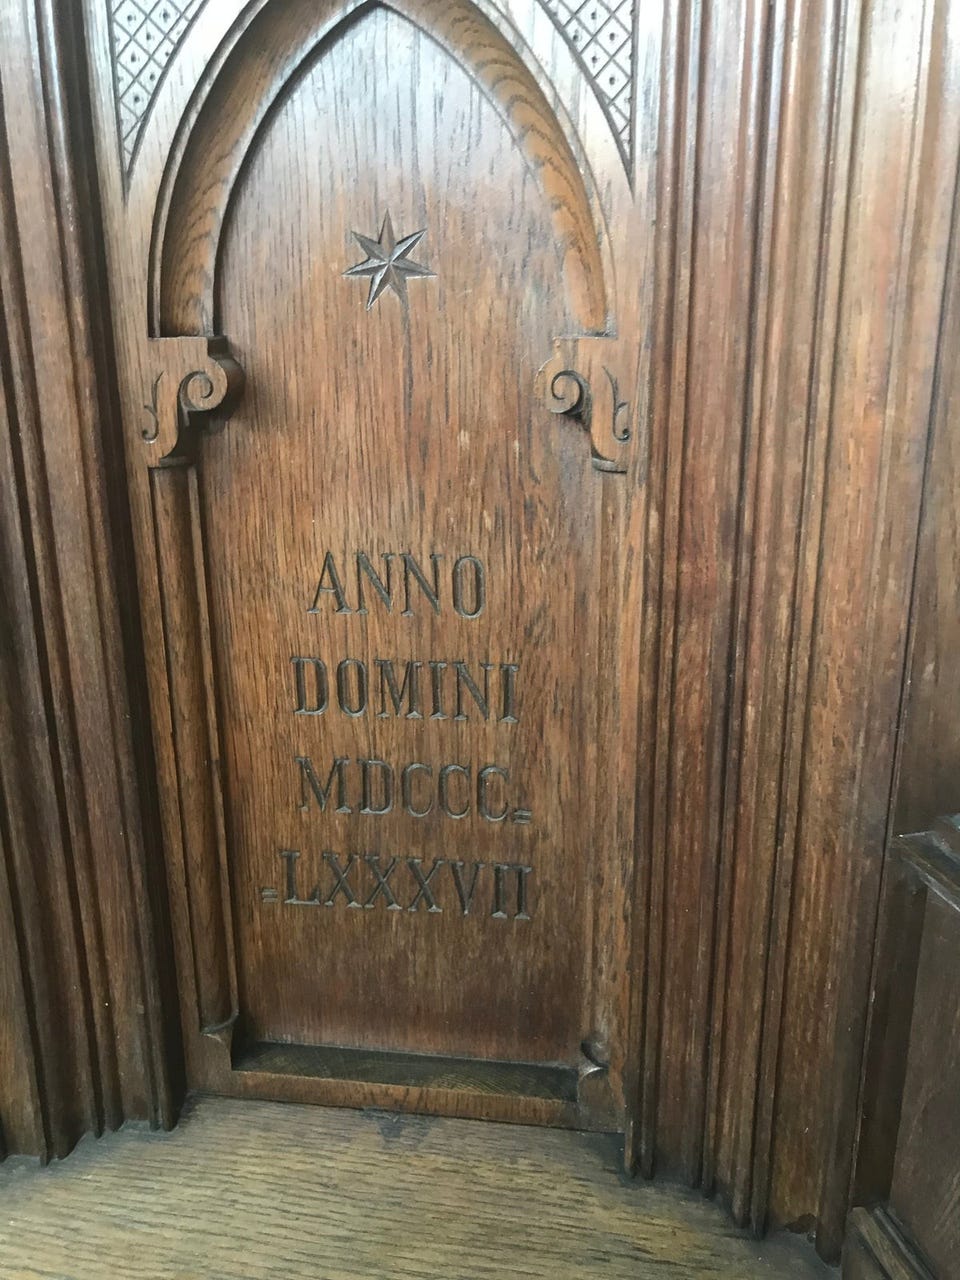 ANNO
DOMINI
MDCCC=
=LXXXVII